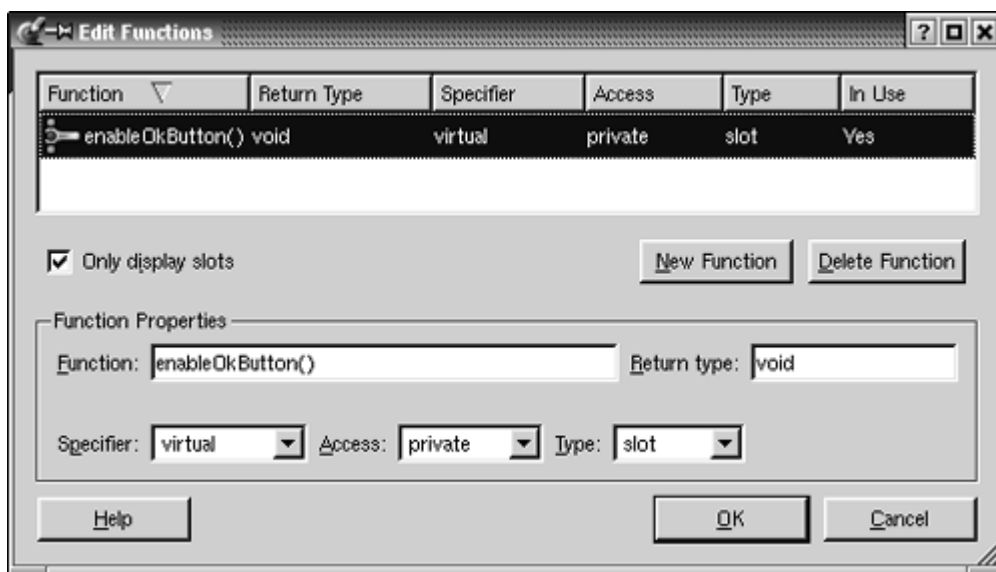 Edit Functions
Function Return Type Specifier Access Type In Use
enableOkButton() void virtual private slot Yes
Only display slots New Function Delete Function
Function Properties
Function: enableOkButton() Return type: void
Specifier: virtual Access: private Type: slot
Help OK Cancel